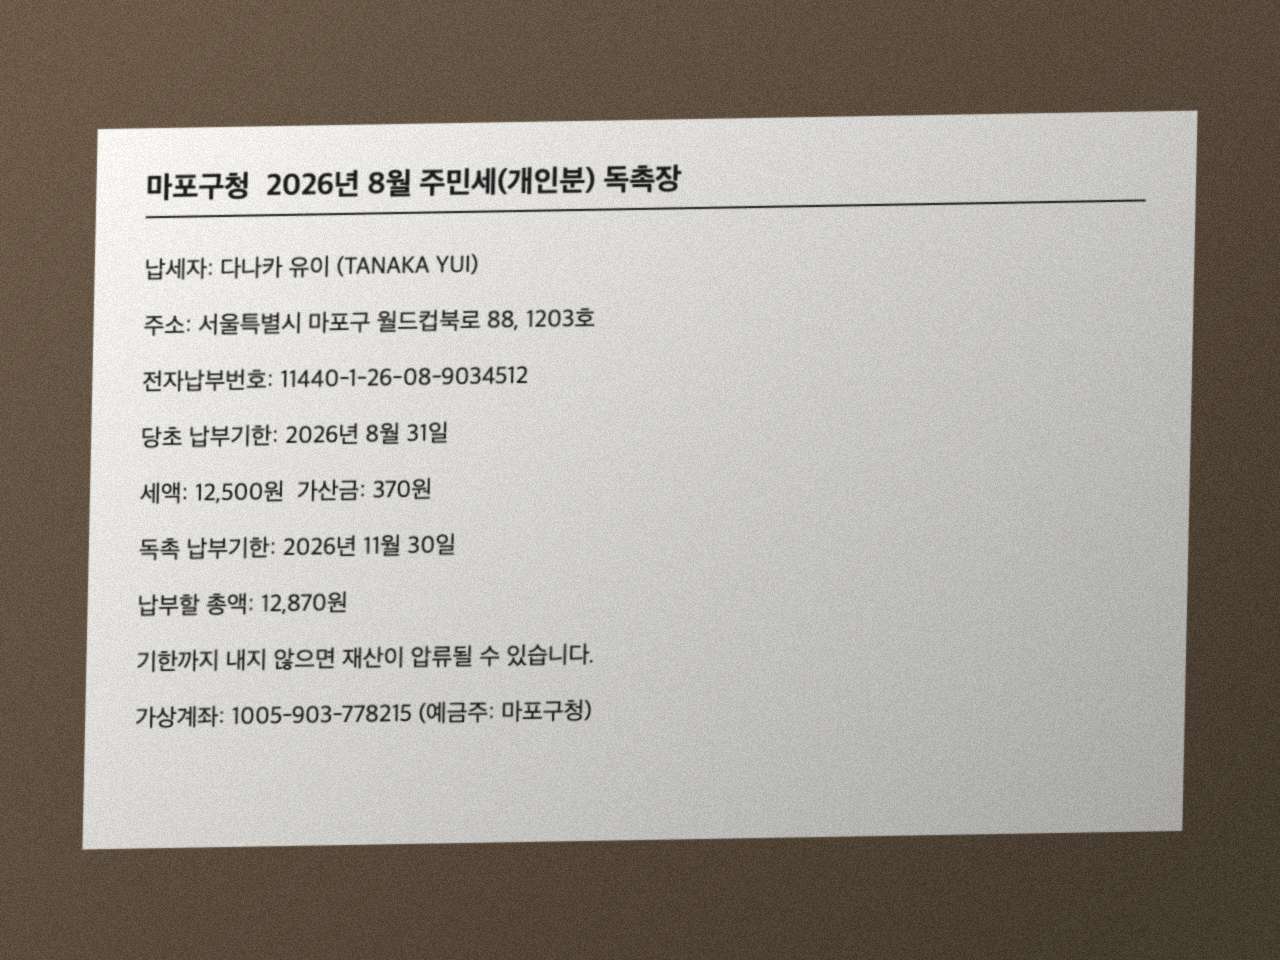 마포구청 2026년 8월 주민세(개인분) 독촉장
납세자: 다나카 유이 (TANAKA YUI)
주소: 서울특별시 마포구 월드컵북로 88, 1203호
전자납부번호: 11440-1-26-08-9034512
당초 납부기한: 2026년 8월 31일
세액: 12,500원 가산금: 370원
독촉 납부기한: 2026년 11월 30일
납부할 총액: 12,870원
기한까지 내지 않으면 재산이 압류될 수 있습니다.
가상계좌: 1005-903-778215 (예금주: 마포구청)